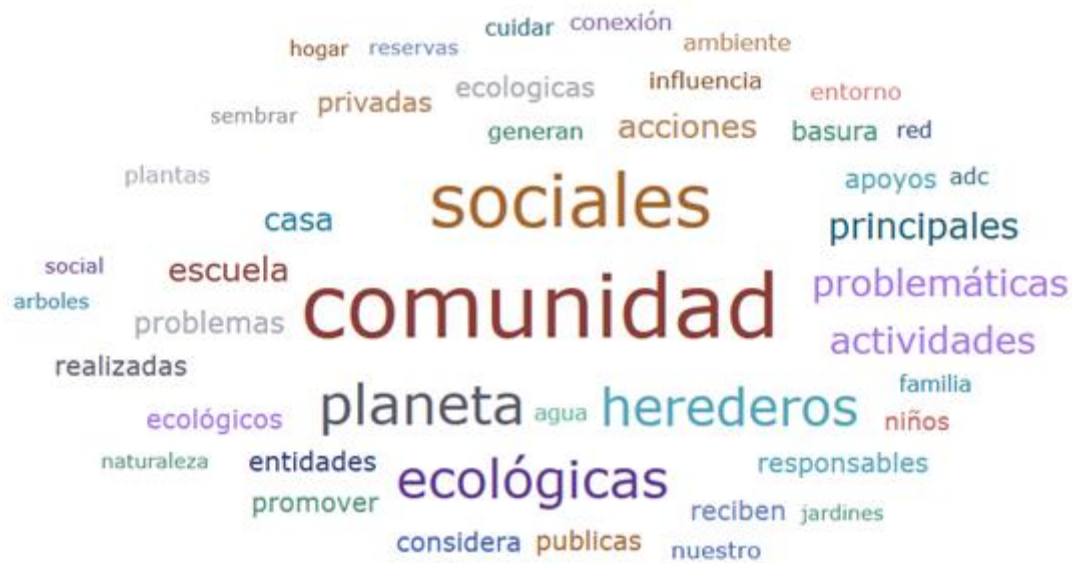 cuidar conexión
hogar reservas ambiente
ecologicas influencia
privadas entorno
sembrar generan acciones basura red
plantas sociales apoyos adc
casa principales
social escuela problemáticas
arboles comunidad
problemas actividades
realizadas familia
planeta agua herederos niños
ecológicos
naturaleza entidades ecológicas responsables
promover reciben jardines
considera publicas nuestro